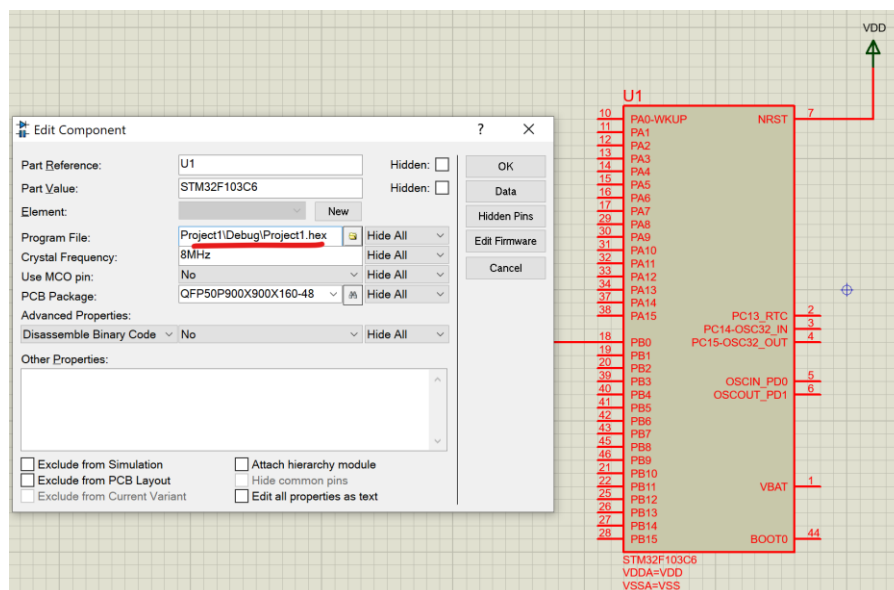 VDD
U1
10 PA0-WKUP NRST 7
11 PA1
12 PA2
13 PA3
14 PA4
15 PA5
16 PA6
17 PA7
29 PA8
30 PA9
31 PA10
32 PA11
33 PA12
34 PA13
37 PA14
38 PA15 PC13_RTC 2
PC14-OSC32_IN 3
18 PB0 PC15-OSC32_OUT 4
19 PB1
20 PB2
39 PB3 OSCIN_PD0 5
40 PB4 OSCOUT_PD1 6
41 PB5
42 PB6
43 PB7
45 PB8
46 PB9
21 PB10
22 PB11 VBAT 1
25 PB12
26 PB13
27 PB14
28 PB15 BOOT0 44
STM32F103C6
VDDA=VDD
VSSA=VSS
Edit Component ? X
Part Reference: U1 Hidden: OK
Part Value: STM32F103C6 Hidden: Data
Element: New Hidden Pins
Program File: Project1\Debug\Project1.hex Hide All Edit Firmware
Crystal Frequency: 8MHz Hide All
Use MCO pin: No Hide All Cancel
PCB Package: QFP50P900X900X160-48 Hide All
Advanced Properties:
Disassemble Binary Code No Hide All
Other Properties:
Exclude from Simulation Attach hierarchy module
Exclude from PCB Layout Hide common pins
Exclude from Current Variant Edit all properties as text